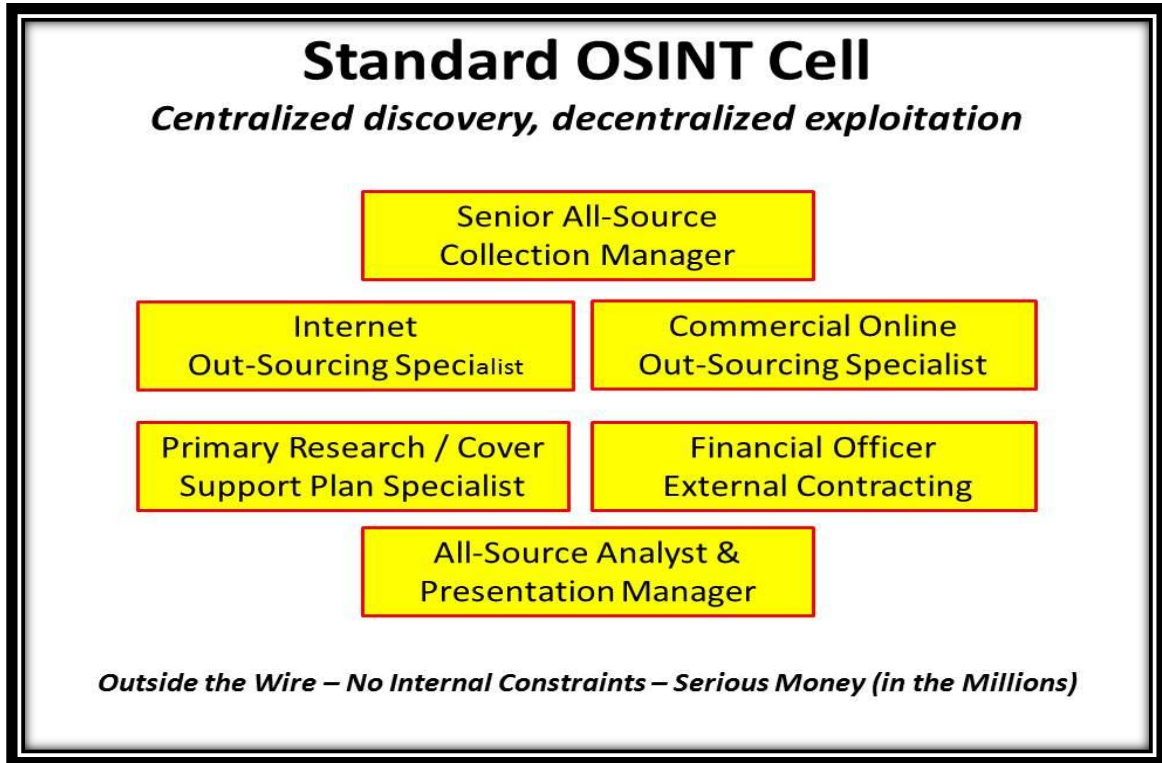 Standard OSINT Cell
Centralized discovery, decentralized exploitation
Senior All-Source
Collection Manager
Internet
Out-Sourcing Specialist
Commercial Online
Out-Sourcing Specialist
Primary Research / Cover
Support Plan Specialist
Financial Officer
External Contracting
All-Source Analyst &
Presentation Manager
Outside the Wire – No Internal Constraints – Serious Money (in the Millions)